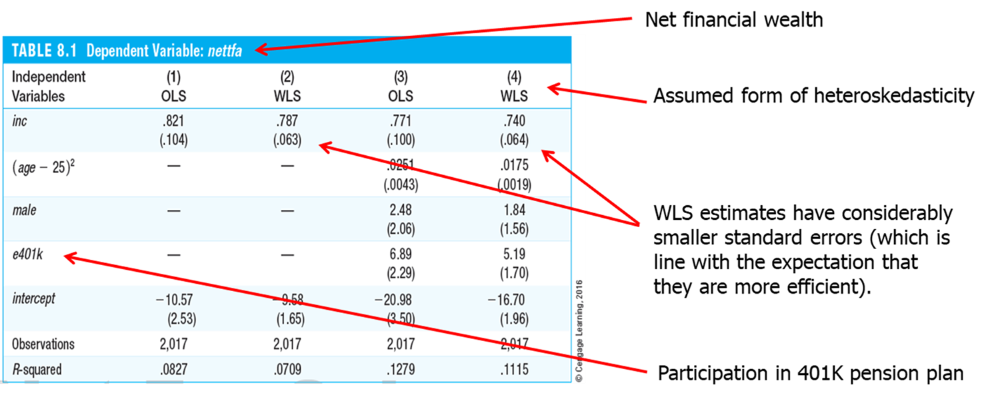 Net financial wealth
TABLE 8.1 Dependent Variable: nettfa
Independent Variables (1) OLS (2) WLS (3) OLS (4) WLS
Assumed form of heteroskedasticity
inc .821 .787 .771 .740
(.104) (.063) (.100) (.064)
(age − 25)² — — .0251 .0175
(.0043) (.0019)
male — — 2.48 1.84
(2.06) (1.56)
WLS estimates have considerably
smaller standard errors (which is
line with the expectation that
they are more efficient).
e401k — — 6.89 5.19
(2.29) (1.70)
intercept −10.57 −9.58 −20.98 −16.70
(2.53) (1.65) (3.50) (1.96)
Observations 2,017 2,017 2,017 2,017
R-squared .0827 .0709 .1279 .1115
© Cengage Learning, 2016
Participation in 401K pension plan